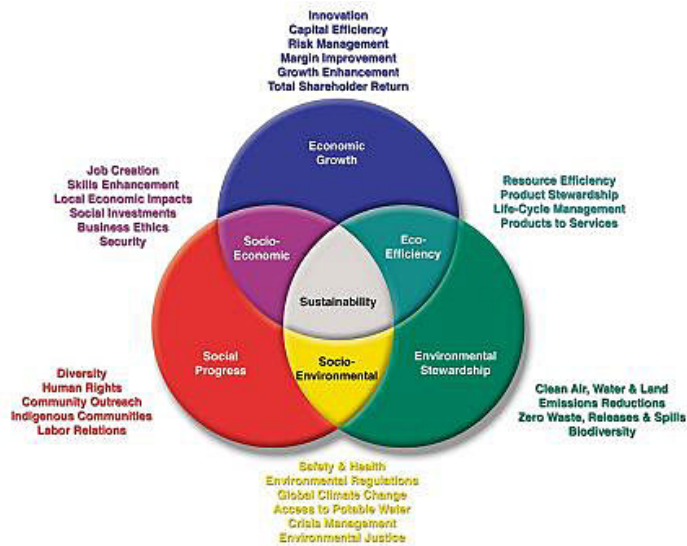 Innovation
Capital Efficiency
Risk Management
Margin Improvement
Growth Enhancement
Total Shareholder Return
Economic
Growth
Job Creation
Skills Enhancement
Local Economic Impacts
Social Investments
Business Ethics
Security
Resource Efficiency
Product Stewardship
Life-Cycle Management
Products to Services
Socio-
Economic
Eco-
Efficiency
Sustainability
Social
Progress
Socio-
Environmental
Environmental
Stewardship
Diversity
Human Rights
Community Outreach
Indigenous Communities
Labor Relations
Clean Air, Water & Land
Emissions Reductions
Zero Waste, Releases & Spills
Biodiversity
Safety & Health
Environmental Regulations
Global Climate Change
Access to Potable Water
Crisis Management
Environmental Justice